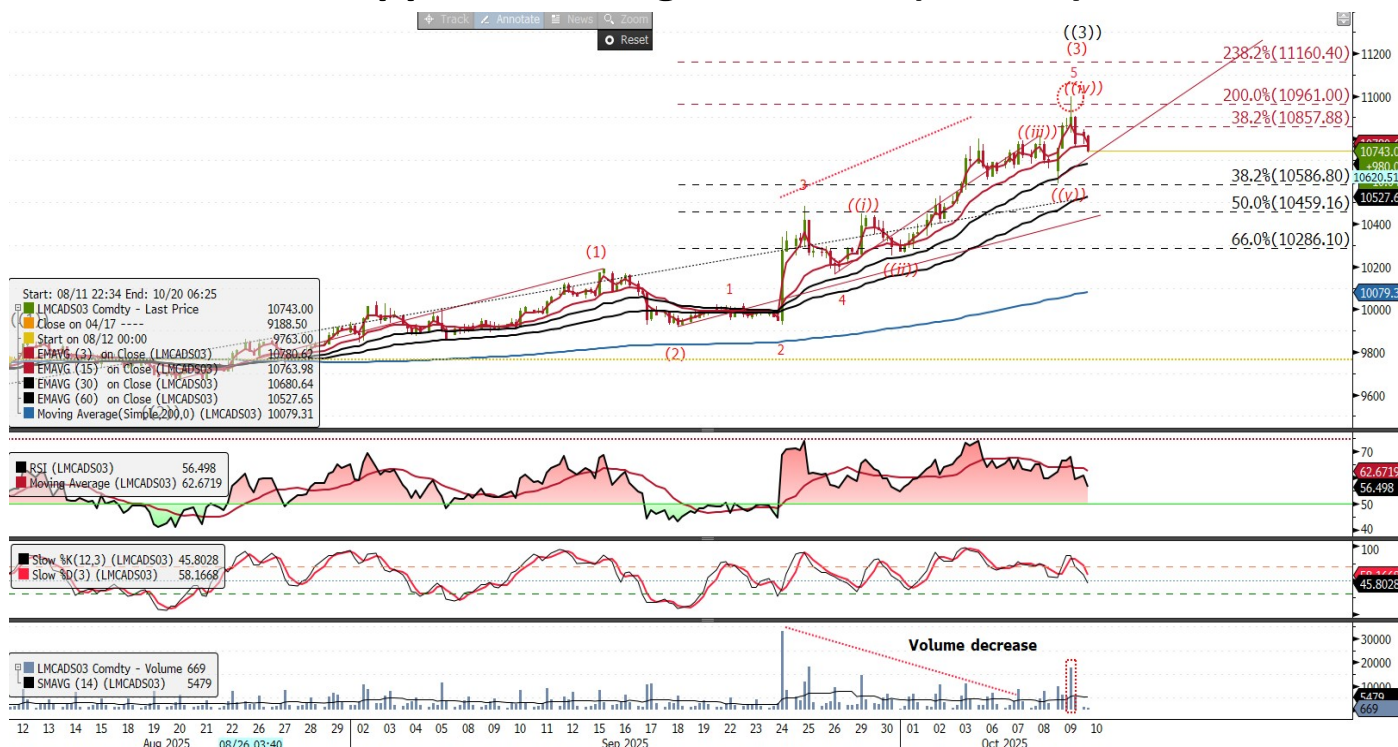 Track Annotate News Zoom
Reset
((3))
(3)
5
((iv))
((iii))
((v))
3
((i))
((ii))
(1)
1
4
(2)
2
238.2%(11160.40)
200.0%(10961.00)
38.2%(10857.88)
38.2%(10586.80)
50.0%(10459.16)
66.0%(10286.10)
11200
11000
10743.0
10620.51
10527.6
10400
10200
10079.3
10000
9800
9600
Start: 08/11 22:34 End: 10/20 06:25
LMCADS03 Comdty - Last Price 10743.00
Close on 04/17 ---- 9188.50
Start on 08/12 00:00 9763.00
EMAVG (3) on Close (LMCADS03) 10780.62
EMAVG (15) on Close (LMCADS03) 10763.98
EMAVG (30) on Close (LMCADS03) 10680.64
EMAVG (60) on Close (LMCADS03) 10527.65
Moving Average(Simple,200,0) (LMCADS03) 10079.31
RSI (LMCADS03) 56.498
Moving Average (LMCADS03) 62.6719
70
62.6719
56.498
50
40
Slow %K(12,3) (LMCADS03) 45.8028
Slow %D(3) (LMCADS03) 58.1668
100
58.1668
45.8028
Volume decrease
LMCADS03 Comdty - Volume 669
SMAVG (14) (LMCADS03) 5479
30000
20000
10000
5479
669
12 13 14 15 18 19 20 21 22 26 27 28 29 02 03 04 05 08 09 10 11 12 15 16 17 18 19 22 23 24 25 26 29 30 01 02 03 06 07 08 09 10
Aug 2025 08/26 03:40 Sep 2025 Oct 2025